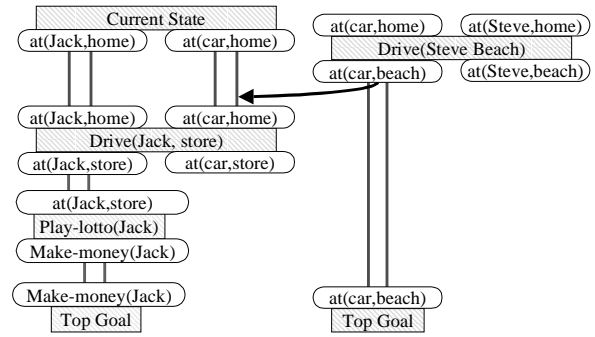 Current State
at(Jack,home)
at(car,home)
at(Jack,home)
at(car,home)
Drive(Jack, store)
at(Jack,store)
at(car,store)
at(Jack,store)
Play-lotto(Jack)
Make-money(Jack)
Make-money(Jack)
Top Goal
at(car,home)
at(Steve,home)
Drive(Steve Beach)
at(car,beach)
at(Steve,beach)
at(car,beach)
Top Goal